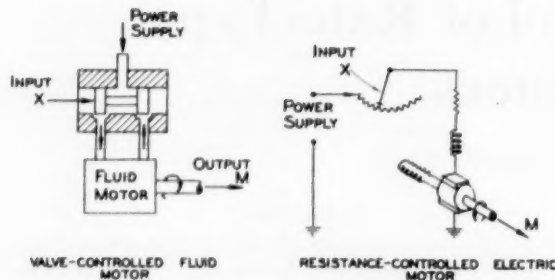 POWER
SUPPLY
INPUT
X
FLUID
MOTOR
OUTPUT
M
VALVE-CONTROLLED FLUID
MOTOR
INPUT
X
POWER
SUPPLY
M
RESISTANCE-CONTROLLED ELECTRIC
MOTOR